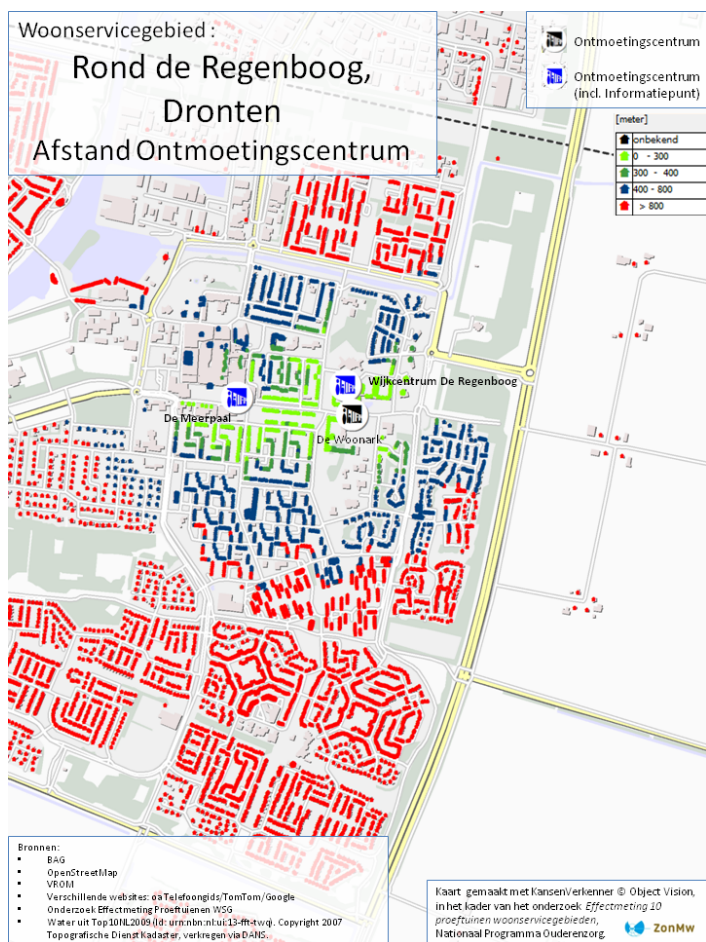 Woonservicegebied :
Rond de Regenboog,
Dronten
Afstand Ontmoetingscentrum
Ontmoetingscentrum
Ontmoetingscentrum
(incl. Informatiepunt)
[meter]
onbekend
0 - 300
300 - 400
400 - 800
> 800
Wijkcentrum De Regenboog
De Meerpaal
De Woonark
Bronnen:
▪ BAG
▪ OpenStreetMap
▪ VROM
▪ Verschillende websites: oa Telefoongids/TomTom/Google
▪ Onderzoek Effectmeting Proeftuinen WSG
▪ Water uit Top10NL2009 (Id: urn:nbn:nl:ui:13-fft-twq). Copyright 2007
Topografische Dienst Kadaster, verkregen via DANS.
Kaart gemaakt met KansenVerkenner © Object Vision,
in het kader van het onderzoek Effectmeting 10
proeftuinen woonservicegebieden,
Nationaal Programma Ouderenzorg.
ZonMw